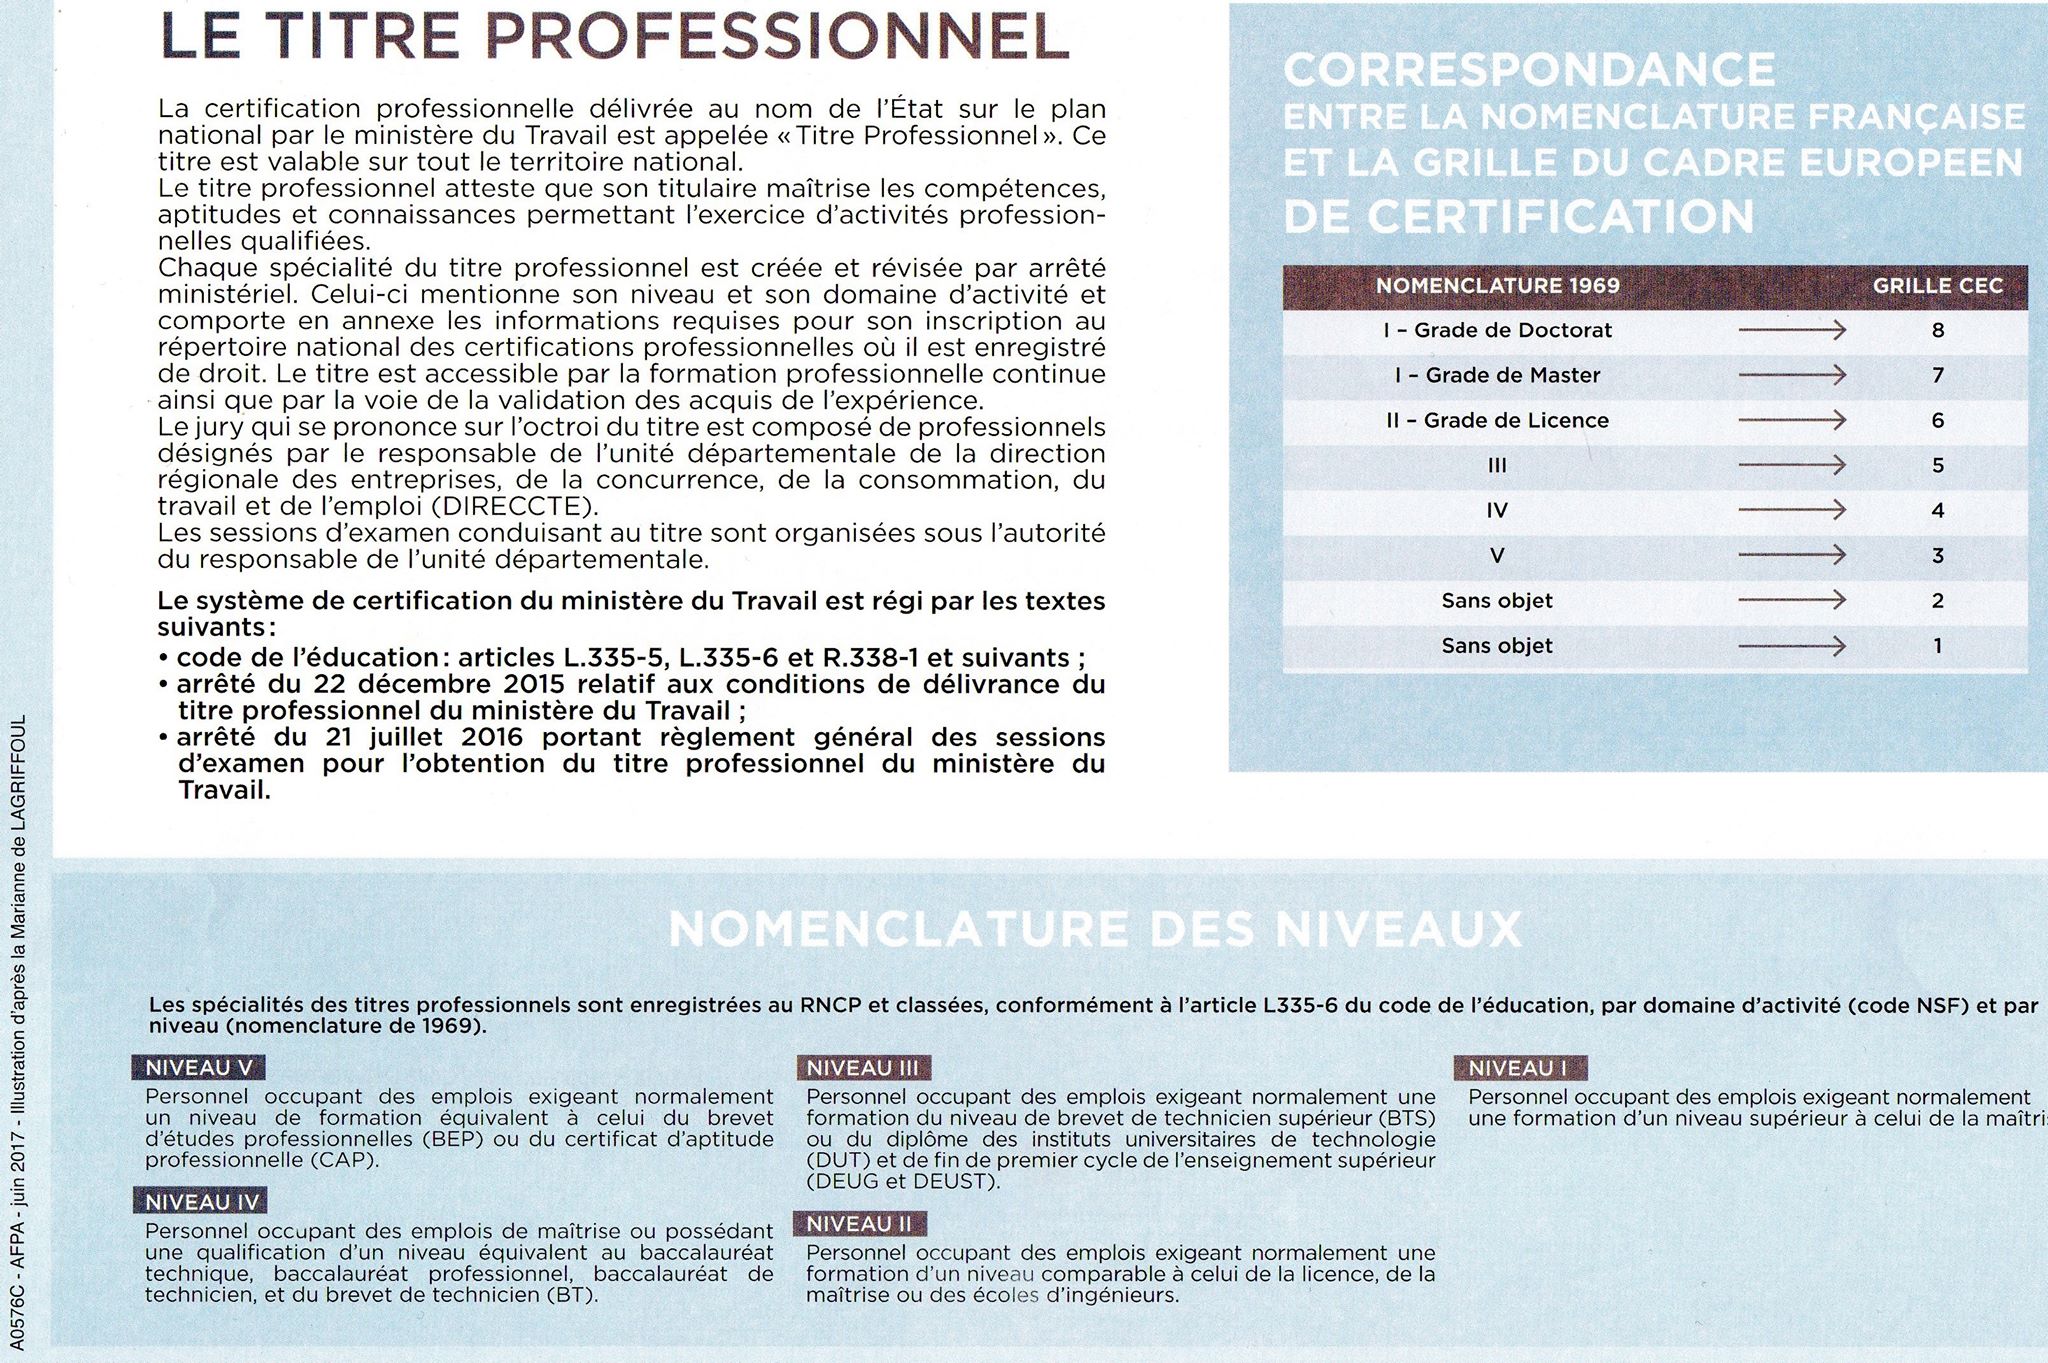 LE TITRE PROFESSIONNEL
La certification professionnelle délivrée au nom de l'État sur le plan
national par le ministère du Travail est appelée « Titre Professionnel ». Ce
titre est valable sur tout le territoire national.
Le titre professionnel atteste que son titulaire maîtrise les compétences,
aptitudes et connaissances permettant l'exercice d'activités profession-
nelles qualifiées.
Chaque spécialité du titre professionnel est créée et révisée par arrêté
ministériel. Celui-ci mentionne son niveau et son domaine d'activité et
comporte en annexe les informations requises pour son inscription au
répertoire national des certifications professionnelles où il est enregistré
de droit. Le titre est accessible par la formation professionnelle continue
ainsi que par la voie de la validation des acquis de l'expérience.
Le jury qui se prononce sur l'octroi du titre est composé de professionnels
désignés par le responsable de l'unité départementale de la direction
régionale des entreprises, de la concurrence, de la consommation, du
travail et de l'emploi (DIRECCTE).
Les sessions d'examen conduisant au titre sont organisées sous l'autorité
du responsable de l'unité départementale.
Le système de certification du ministère du Travail est régi par les textes
suivants :
• code de l'éducation : articles L.335-5, L.335-6 et R.338-1 et suivants ;
• arrêté du 22 décembre 2015 relatif aux conditions de délivrance du
titre professionnel du ministère du Travail ;
• arrêté du 21 juillet 2016 portant règlement général des sessions
d'examen pour l'obtention du titre professionnel du ministère du
Travail.
CORRESPONDANCE
ENTRE LA NOMENCLATURE FRANÇAISE
ET LA GRILLE DU CADRE EUROPEEN
DE CERTIFICATION
NOMENCLATURE 1969 GRILLE CEC
I – Grade de Doctorat → 8
I – Grade de Master → 7
II – Grade de Licence → 6
III → 5
IV → 4
V → 3
Sans objet → 2
Sans objet → 1
NOMENCLATURE DES NIVEAUX
Les spécialités des titres professionnels sont enregistrées au RNCP et classées, conformément à l'article L335-6 du code de l'éducation, par domaine d'activité (code NSF) et par
niveau (nomenclature de 1969).
NIVEAU V
Personnel occupant des emplois exigeant normalement
un niveau de formation équivalent à celui du brevet
d'études professionnelles (BEP) ou du certificat d'aptitude
professionnelle (CAP).
NIVEAU IV
Personnel occupant des emplois de maîtrise ou possédant
une qualification d'un niveau équivalent au baccalauréat
technique, baccalauréat professionnel, baccalauréat de
technicien, et du brevet de technicien (BT).
NIVEAU III
Personnel occupant des emplois exigeant normalement une
formation du niveau de brevet de technicien supérieur (BTS)
ou du diplôme des instituts universitaires de technologie
(DUT) et de fin de premier cycle de l'enseignement supérieur
(DEUG et DEUST).
NIVEAU II
Personnel occupant des emplois exigeant normalement une
formation d'un niveau comparable à celui de la licence, de la
maîtrise ou des écoles d'ingénieurs.
NIVEAU I
Personnel occupant des emplois exigeant normalement
une formation d'un niveau supérieur à celui de la
A0576C - AFPA - juin 2017 - Illustration d'après la Marianne de LAGRIFFOUL